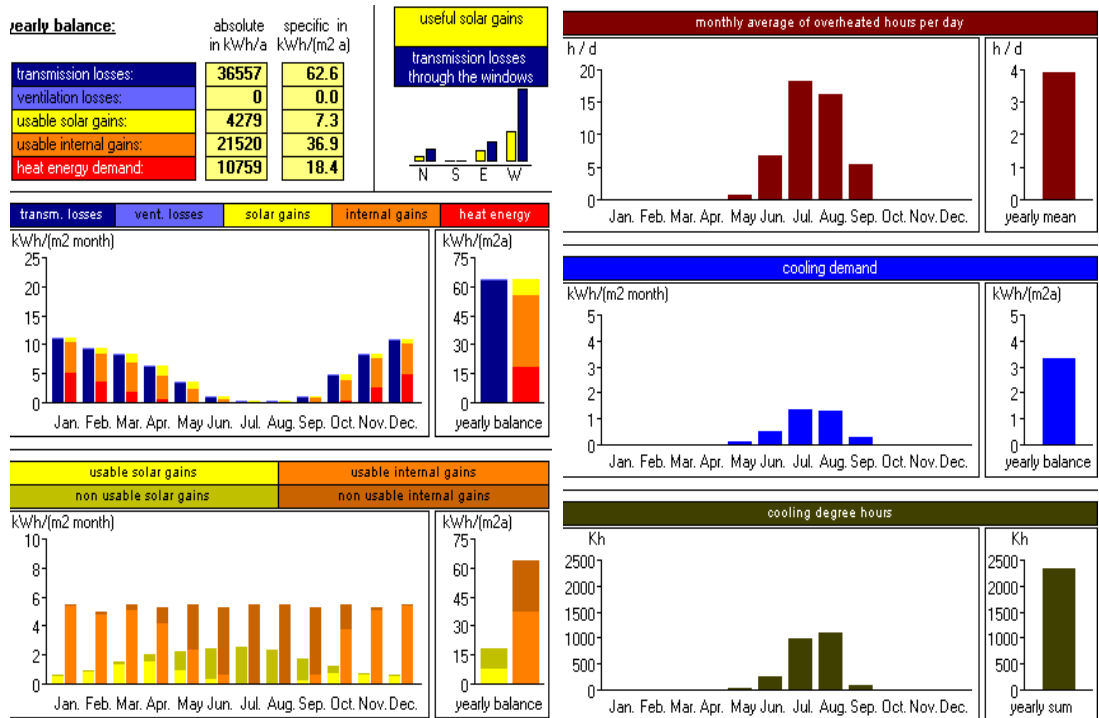 yearly balance:
absolute in kWh/a
specific in kWh/(m2 a)
transmission losses: 36557 62.6
ventilation losses: 0 0.0
usable solar gains: 4279 7.3
usable internal gains: 21520 36.9
heat energy demand: 10759 18.4
useful solar gains
transmission losses
through the windows
N S E W
transm. losses vent. losses solar gains internal gains heat energy
kWh/(m2 month)
25
20
15
10
5
0
Jan. Feb. Mar. Apr. May Jun. Jul. Aug. Sep. Oct. Nov. Dec.
kWh/(m2a)
75
60
45
30
15
0
yearly balance
usable solar gains usable internal gains
non usable solar gains non usable internal gains
kWh/(m2 month)
10
8
6
4
2
0
Jan. Feb. Mar. Apr. May Jun. Jul. Aug. Sep. Oct. Nov. Dec.
kWh/(m2a)
75
60
45
30
15
0
yearly balance
monthly average of overheated hours per day
h / d
20
15
10
5
0
Jan. Feb. Mar. Apr. May Jun. Jul. Aug. Sep. Oct. Nov. Dec.
h / d
4
3
2
1
0
yearly mean
cooling demand
kWh/(m2 month)
5
4
3
2
1
0
Jan. Feb. Mar. Apr. May Jun. Jul. Aug. Sep. Oct. Nov. Dec.
kWh/(m2a)
5
4
3
2
1
0
yearly balance
cooling degree hours
Kh
2500
2000
1500
1000
500
0
Jan. Feb. Mar. Apr. May Jun. Jul. Aug. Sep. Oct. Nov. Dec.
Kh
2500
2000
1500
1000
500
0
yearly sum